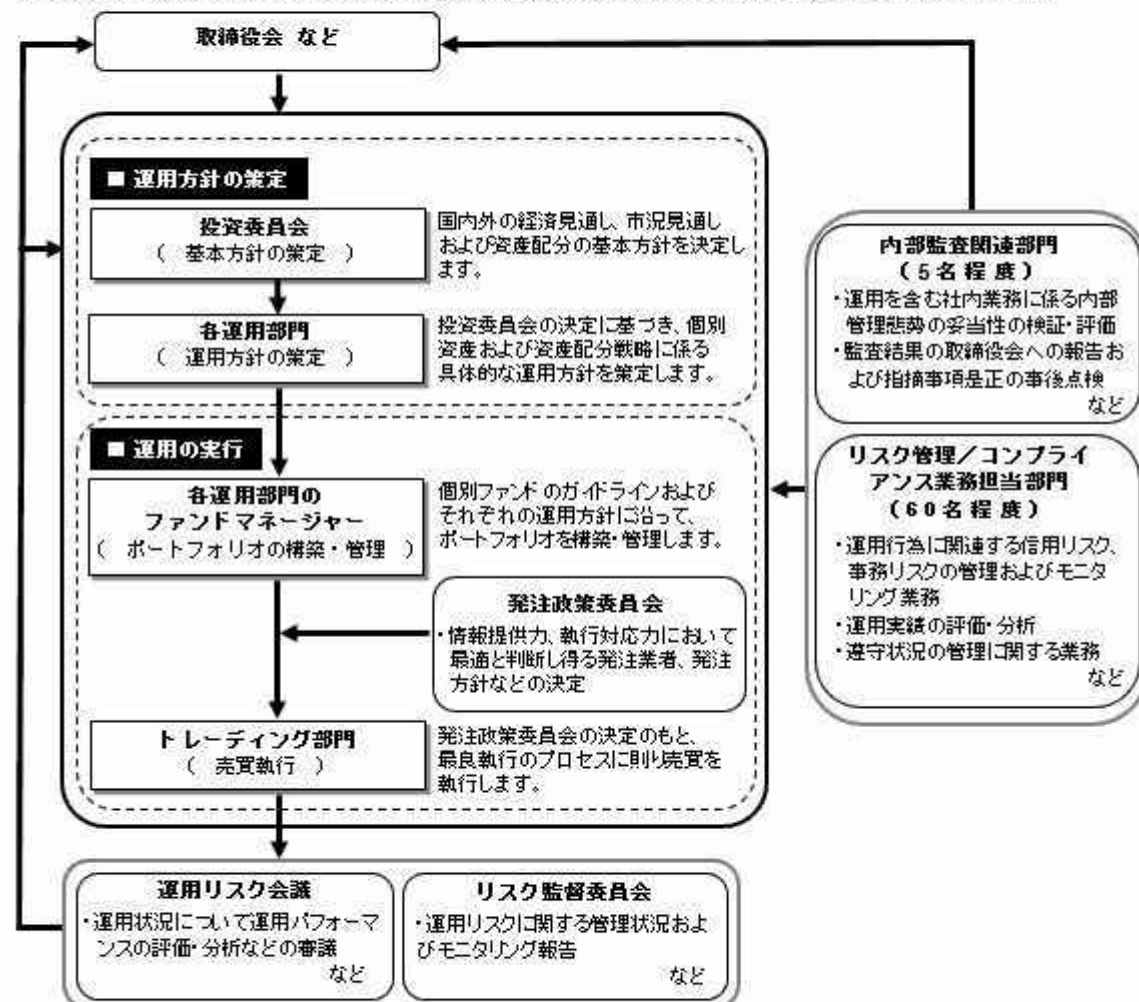 取締役会 など
■ 運用方針の策定
投資委員会
( 基本方針の策定 )
国内外の経済見通し、市況見通し
および資産配分の基本方針を決定し
ます。
各運用部門
( 運用方針の策定 )
投資委員会の決定に基づき、個別
資産および資産配分戦略に係る
具体的な運用方針を策定します。
■ 運用の実行
各運用部門の
ファンドマネージャー
( ポートフォリオの構築・管理 )
個別ファンドのガイドラインおよび
それぞれの運用方針に沿って、
ポートフォリオを構築・管理します。
発注政策委員会
・情報提供力、執行対応力において
最適と判断し得る発注業者、発注
方針などの決定
トレーディング部門
( 売買執行 )
発注政策委員会の決定のもと、
最良執行のプロセスに則り売買を
執行します。
内部監査関連部門
(5名程度)
・運用を含む社内業務に係る内部
管理態勢の妥当性の検証・評価
・監査結果の取締役会への報告お
よび指摘事項是正の事後点検
など
リスク管理/コンプライ
アンス業務担当部門
(60名程度)
・運用行為に関連する信用リスク、
事務リスクの管理およびモニタ
リング業務
・運用実績の評価・分析
・遵守状況の管理に関する業務
など
運用リスク会議
・運用状況について運用パフォーマ
ンスの評価・分析などの審議
など
リスク監督委員会
・運用リスクに関する管理状況およ
びモニタリング報告
など